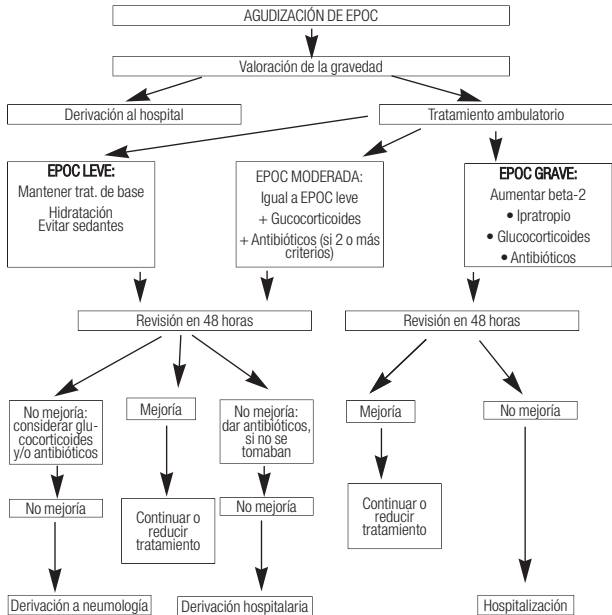 AGUDIZACIÓN DE EPOC
Valoración de la gravedad
Derivación al hospital
Tratamiento ambulatorio
EPOC LEVE:
Mantener trat. de base
Hidratación
Evitar sedantes
EPOC MODERADA:
Igual a EPOC leve
+ Gucocorticoides
+ Antibióticos (si 2 o más
criterios)
EPOC GRAVE:
Aumentar beta-2
• Ipratropio
• Glucocorticoides
• Antibióticos
Revisión en 48 horas
Revisión en 48 horas
No mejoría:
considerar glu-
cocorticoides
y/o antibióticos
Mejoría
No mejoría:
dar antibióticos,
si no se
tomaban
Mejoría
No mejoría
No mejoría
Continuar o
reducir
tratamiento
No mejoría
Continuar o
reducir
tratamiento
Derivación a neumología
Derivación hospitalaria
Hospitalización